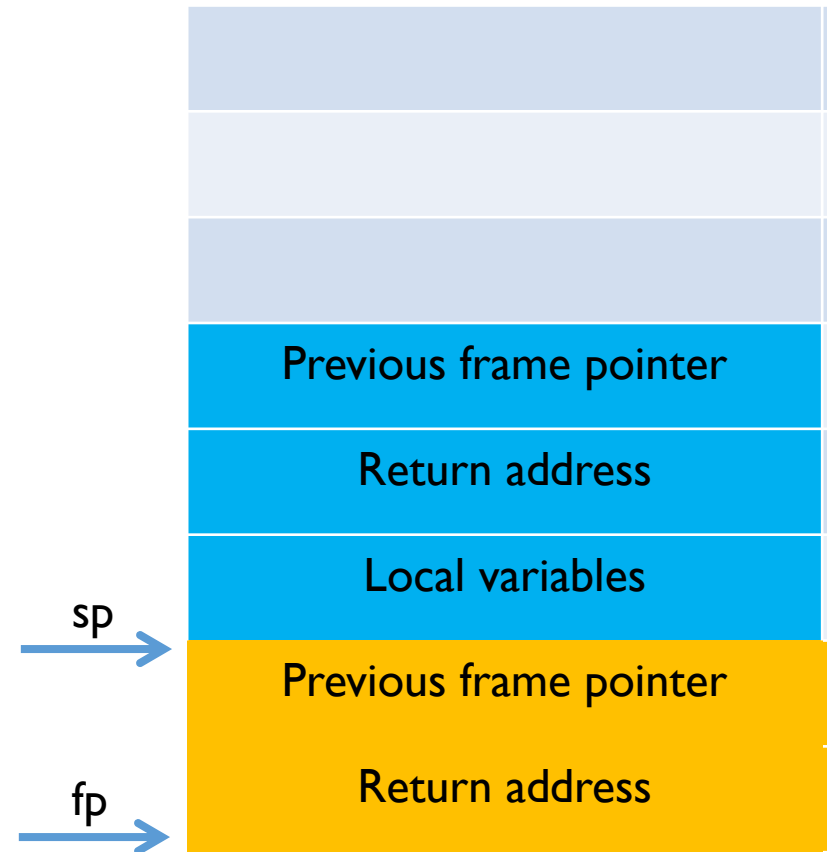 Previous frame pointer
Return address
Local variables
sp
Previous frame pointer
Return address
fp